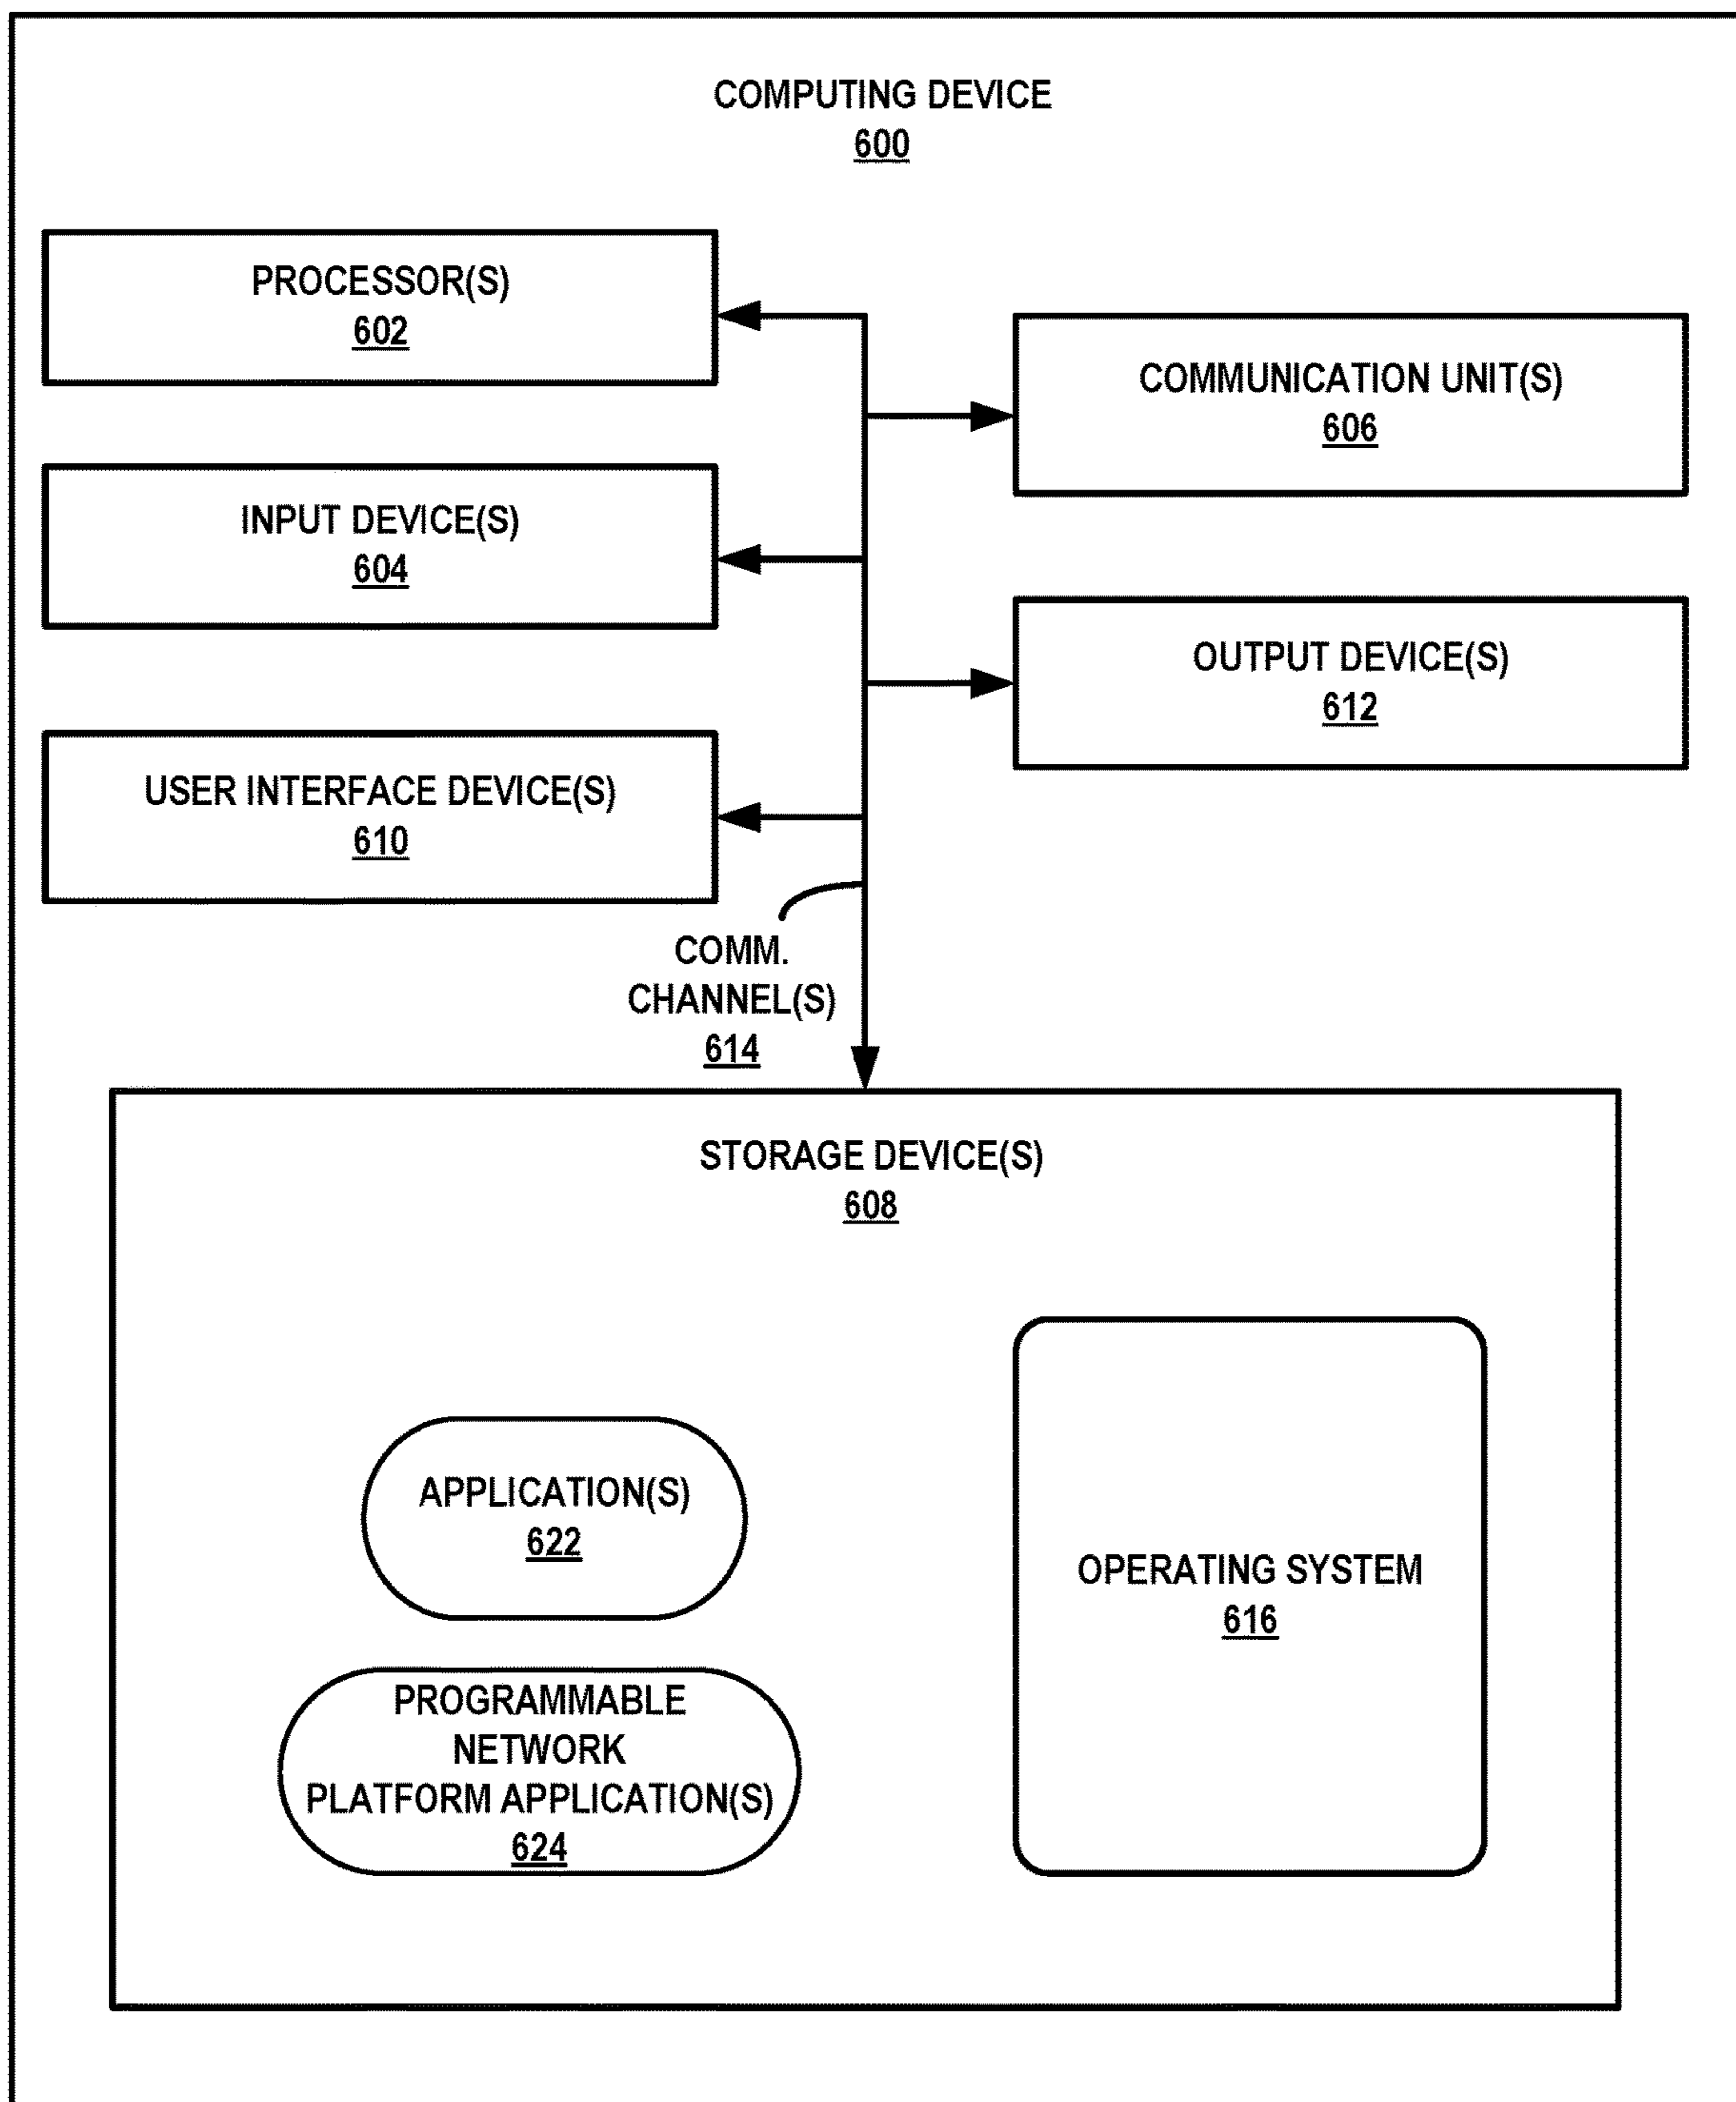 COMPUTING DEVICE
600
PROCESSOR(S)
602
COMMUNICATION UNIT(S)
606
INPUT DEVICE(S)
604
OUTPUT DEVICE(S)
612
USER INTERFACE DEVICE(S)
610
COMM.
CHANNEL(S)
614
STORAGE DEVICE(S)
608
APPLICATION(S)
622
OPERATING SYSTEM
616
PROGRAMMABLE
NETWORK
PLATFORM APPLICATION(S)
624